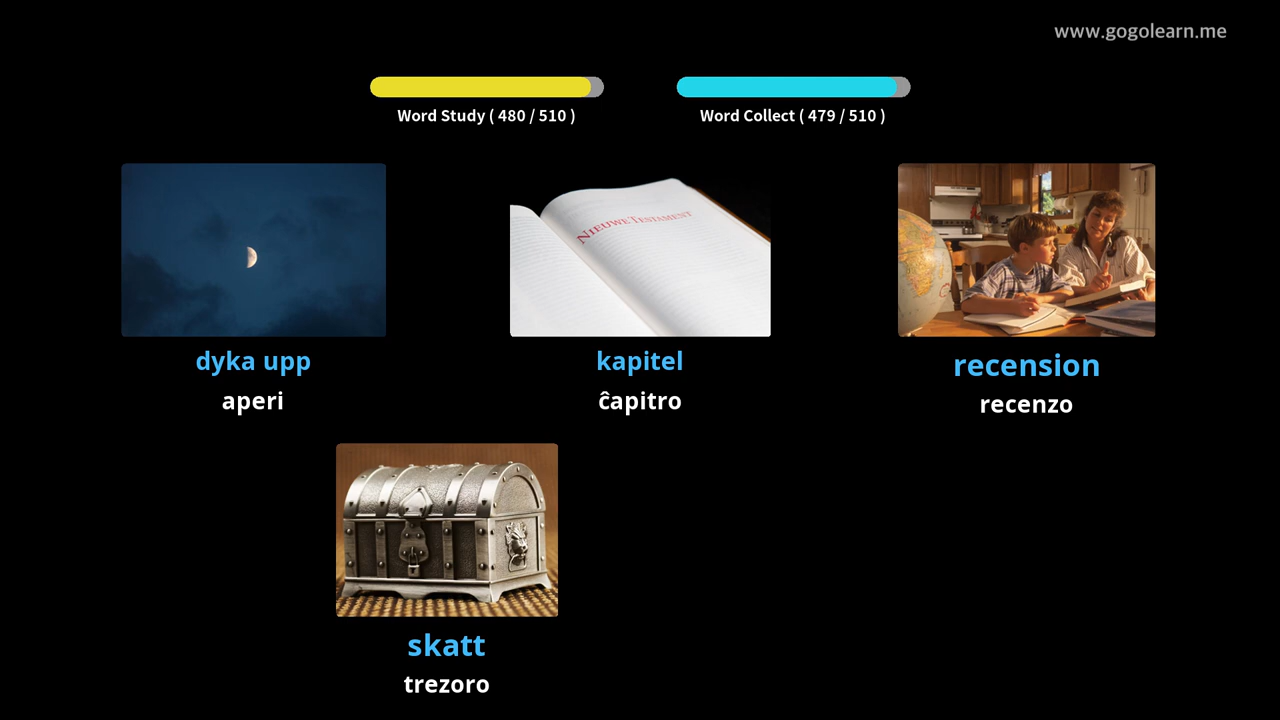 www.gogolearn.me
Word Study ( 480 / 510 )
Word Collect ( 479 / 510 )
NIEUWE TESTAMENT
dyka upp
aperi
kapitel
ĉapitro
recension
recenzo
skatt
trezoro